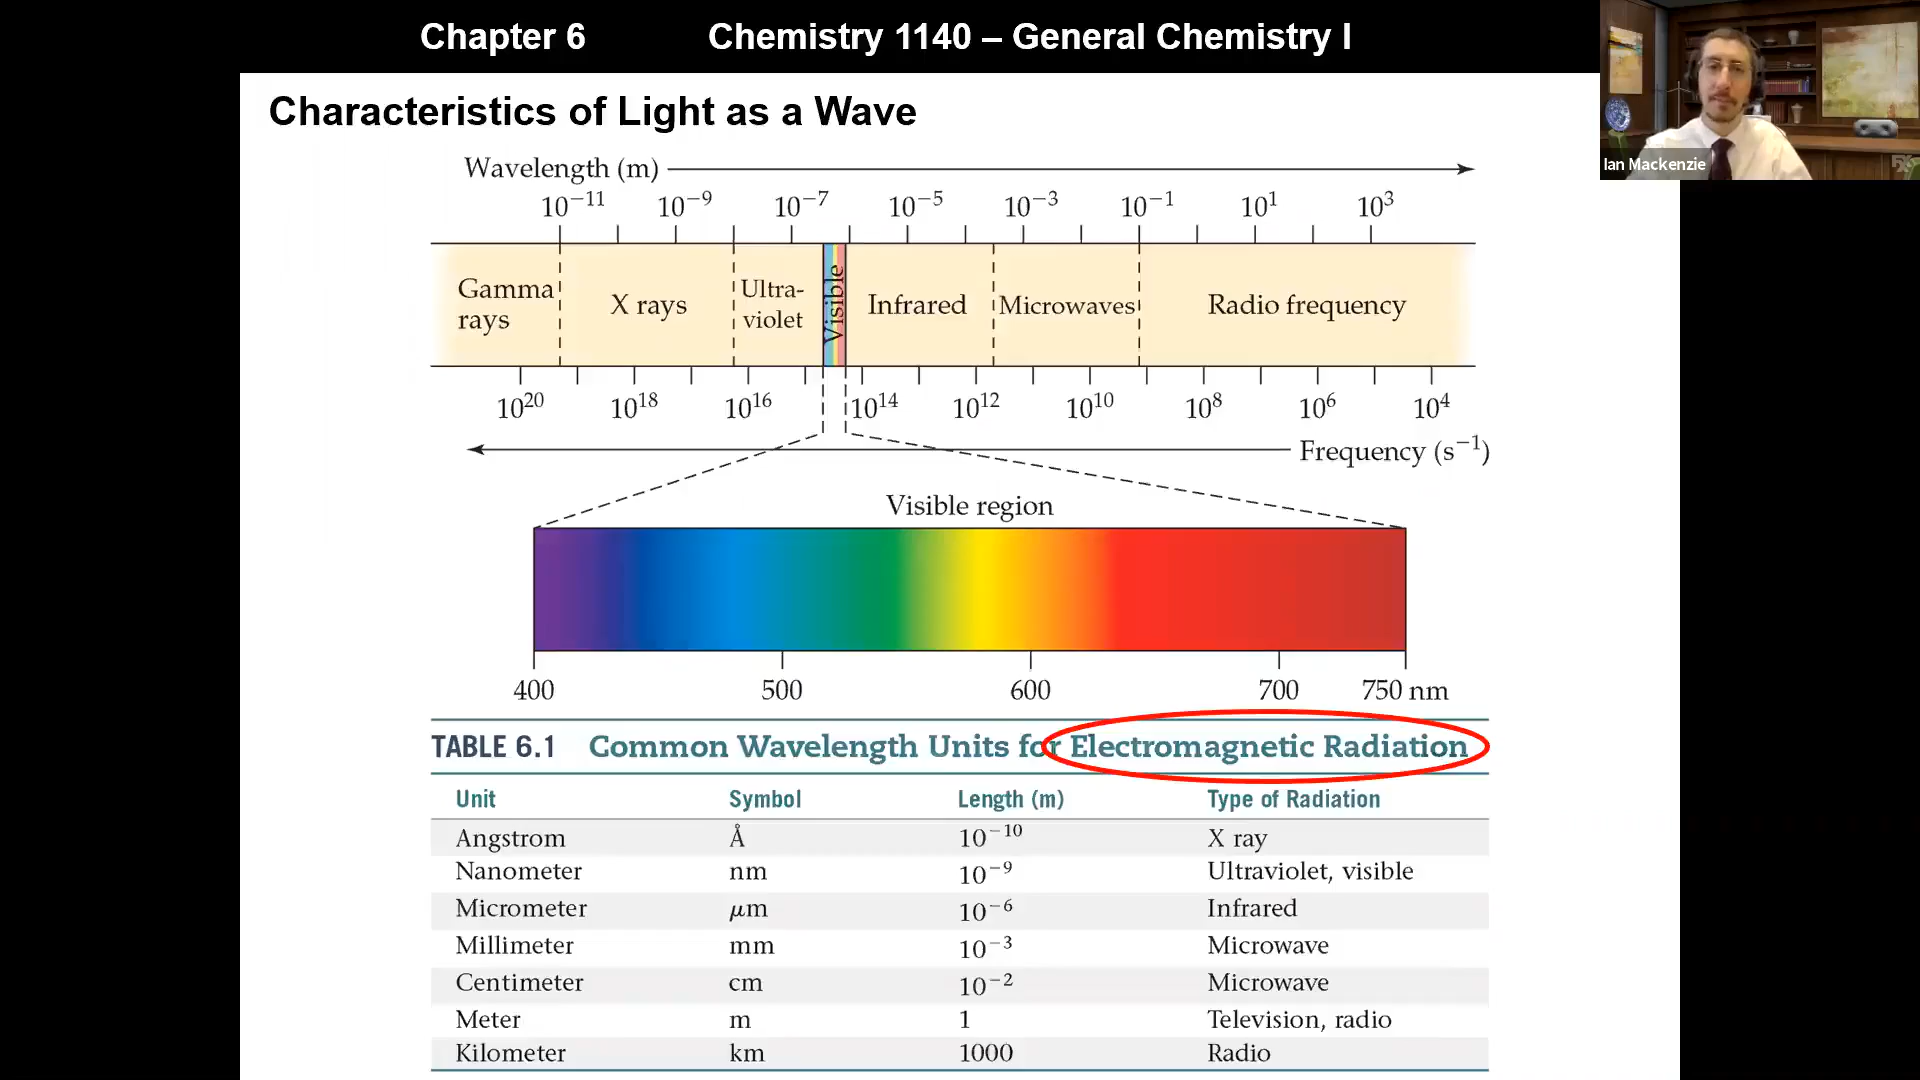 Chapter 6 Chemistry 1140 – General Chemistry I
Ian Mackenzie
Characteristics of Light as a Wave
Wavelength (m)
10⁻¹¹ 10⁻⁹ 10⁻⁷ 10⁻⁵ 10⁻³ 10⁻¹ 10¹ 10³
Gamma rays X rays Ultra-violet Visible Infrared Microwaves Radio frequency
10²⁰ 10¹⁸ 10¹⁶ 10¹⁴ 10¹² 10¹⁰ 10⁸ 10⁶ 10⁴
Frequency (s⁻¹)
Visible region
400 500 600 700 750 nm
TABLE 6.1 Common Wavelength Units for Electromagnetic Radiation
Unit Symbol Length (m) Type of Radiation
Angstrom Å 10⁻¹⁰ X ray
Nanometer nm 10⁻⁹ Ultraviolet, visible
Micrometer μm 10⁻⁶ Infrared
Millimeter mm 10⁻³ Microwave
Centimeter cm 10⁻² Microwave
Meter m 1 Television, radio
Kilometer km 1000 Radio